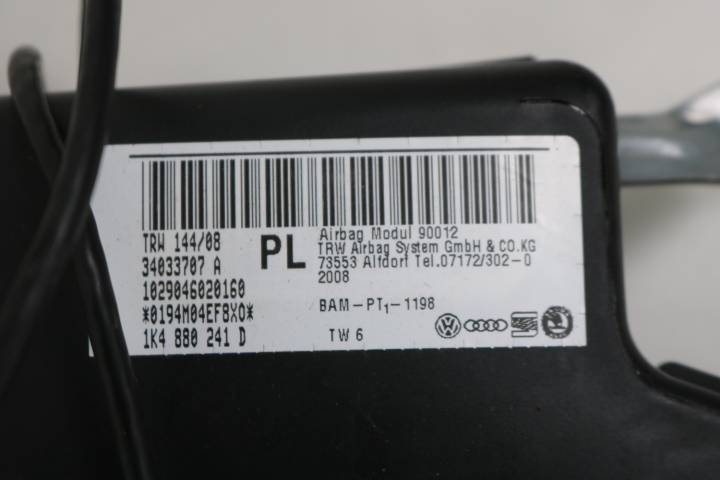 TRW 144/08
34033707 A
1029046020160
*0194M04EF8XO*
1K4 880 241 D
PL
Airbag Modul 90012
TRW Airbag System GmbH & CO.KG
73553 Alfdorf Tel.07172/302-0
2008
BAM-PT1-1198
TW 6